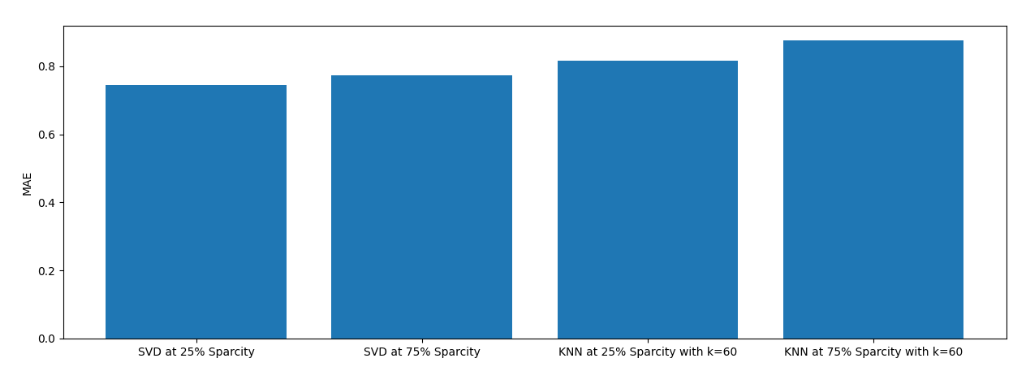 0.8
0.6
0.4
0.2
0.0
MAE
SVD at 25% Sparcity
SVD at 75% Sparcity
KNN at 25% Sparcity with k=60
KNN at 75% Sparcity with k=60